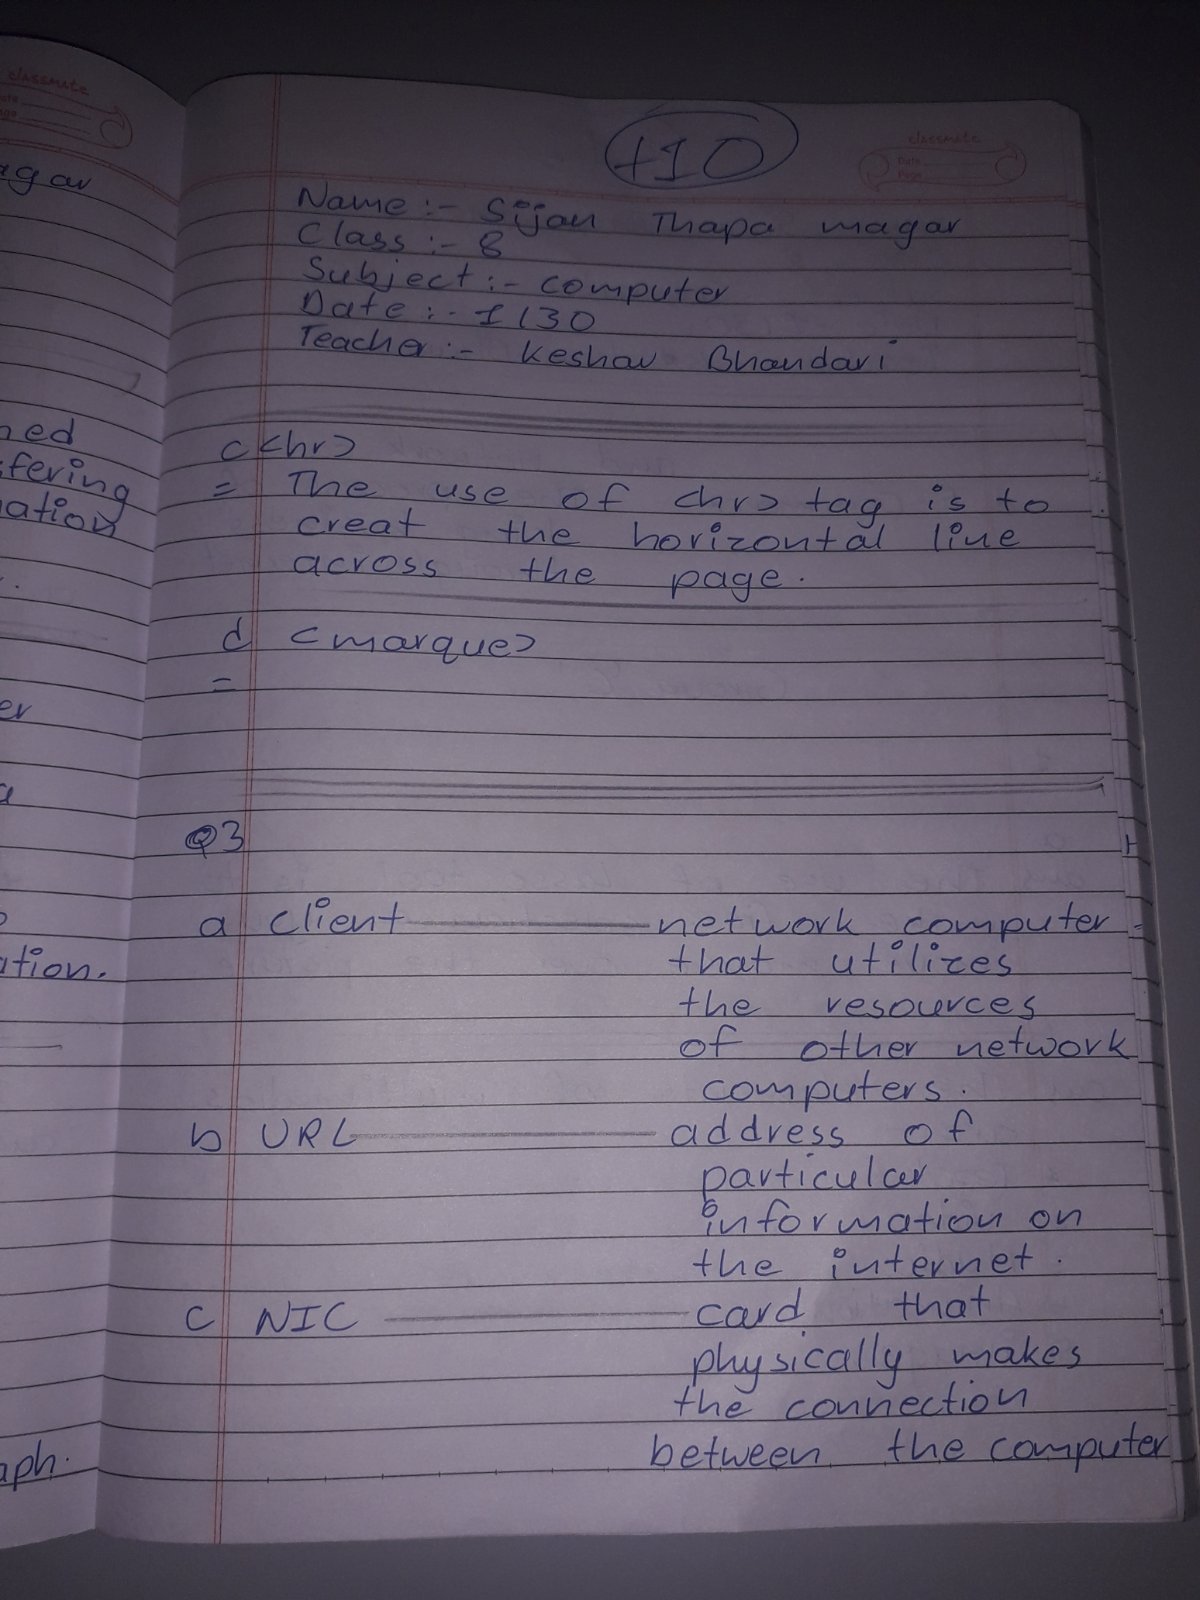 classmate
Date
Page
agar
ned
sfering
ation
er
ation.
aph.
+10
classmate
Date
Page
Name :- Sijan Thapa magar
Class :- 8
Subject :- computer
Date :- 1/30
Teacher :- Keshav Bhandari
c <hr>
= The use of <hr> tag is to
creat the horizontal line
across the page.
d <marque>
=
Q3
a client — network computer
that utilizes
the resources
of other network
computers.
b URL — address of
particular
information on
the internet.
c NIC — card that
physically makes
the connection
between the computer